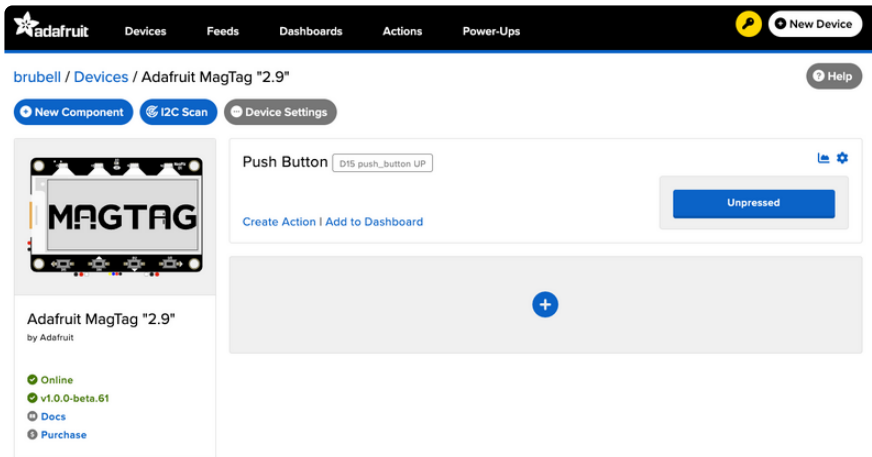 adafruit Devices Feeds Dashboards Actions Power-Ups New Device
brubell / Devices / Adafruit MagTag "2.9"
Help
New Component I2C Scan Device Settings
Push Button D15 push_button UP
MAGTAG
Unpressed
Create Action | Add to Dashboard
Adafruit MagTag "2.9"
by Adafruit
Online
v1.0.0-beta.61
Docs
Purchase